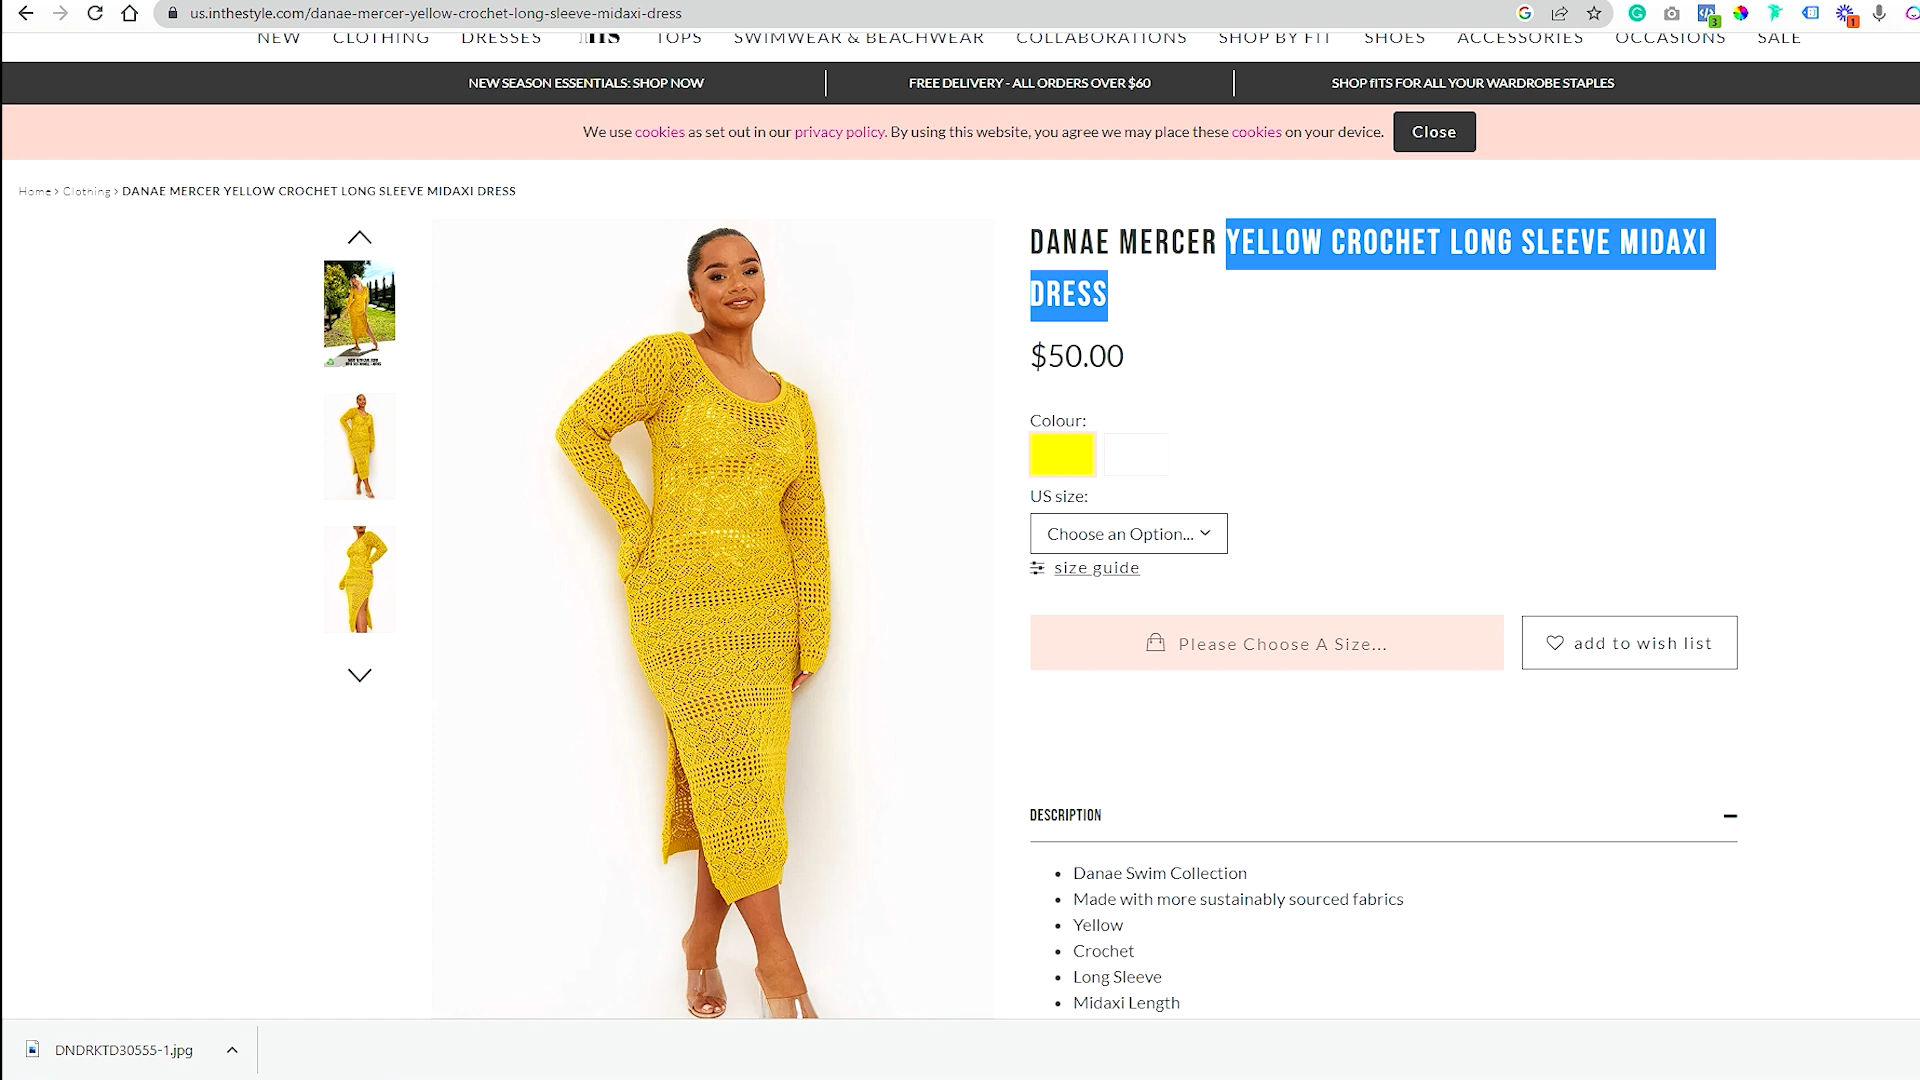 us.inthestyle.com/danae-mercer-yellow-crochet-long-sleeve-midaxi-dress
NEW CLOTHING DRESSES ITS TOPS SWIMWEAR & BEACHWEAR COLLABORATIONS SHOP BY FIT SHOES ACCESSORIES OCCASIONS SALE
NEW SEASON ESSENTIALS: SHOP NOW
FREE DELIVERY - ALL ORDERS OVER $60
SHOP fITS FOR ALL YOUR WARDROBE STAPLES
We use cookies as set out in our privacy policy. By using this website, you agree we may place these cookies on your device.
Close
Home > Clothing > DANAE MERCER YELLOW CROCHET LONG SLEEVE MIDAXI DRESS
DANAE MERCER YELLOW CROCHET LONG SLEEVE MIDAXI
DRESS
$50.00
Colour:
US size:
Choose an Option...
size guide
Please Choose A Size...
add to wish list
DESCRIPTION
Danae Swim Collection
Made with more sustainably sourced fabrics
Yellow
Crochet
Long Sleeve
Midaxi Length
DNDRKTD30555-1.jpg